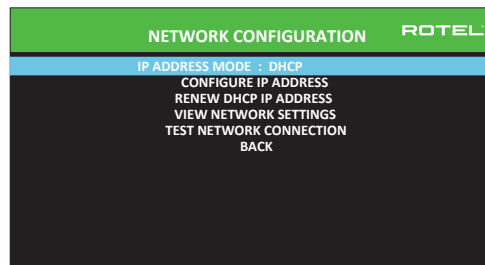 NETWORK CONFIGURATION
ROTEL
IP ADDRESS MODE : DHCP
CONFIGURE IP ADDRESS
RENEW DHCP IP ADDRESS
VIEW NETWORK SETTINGS
TEST NETWORK CONNECTION
BACK